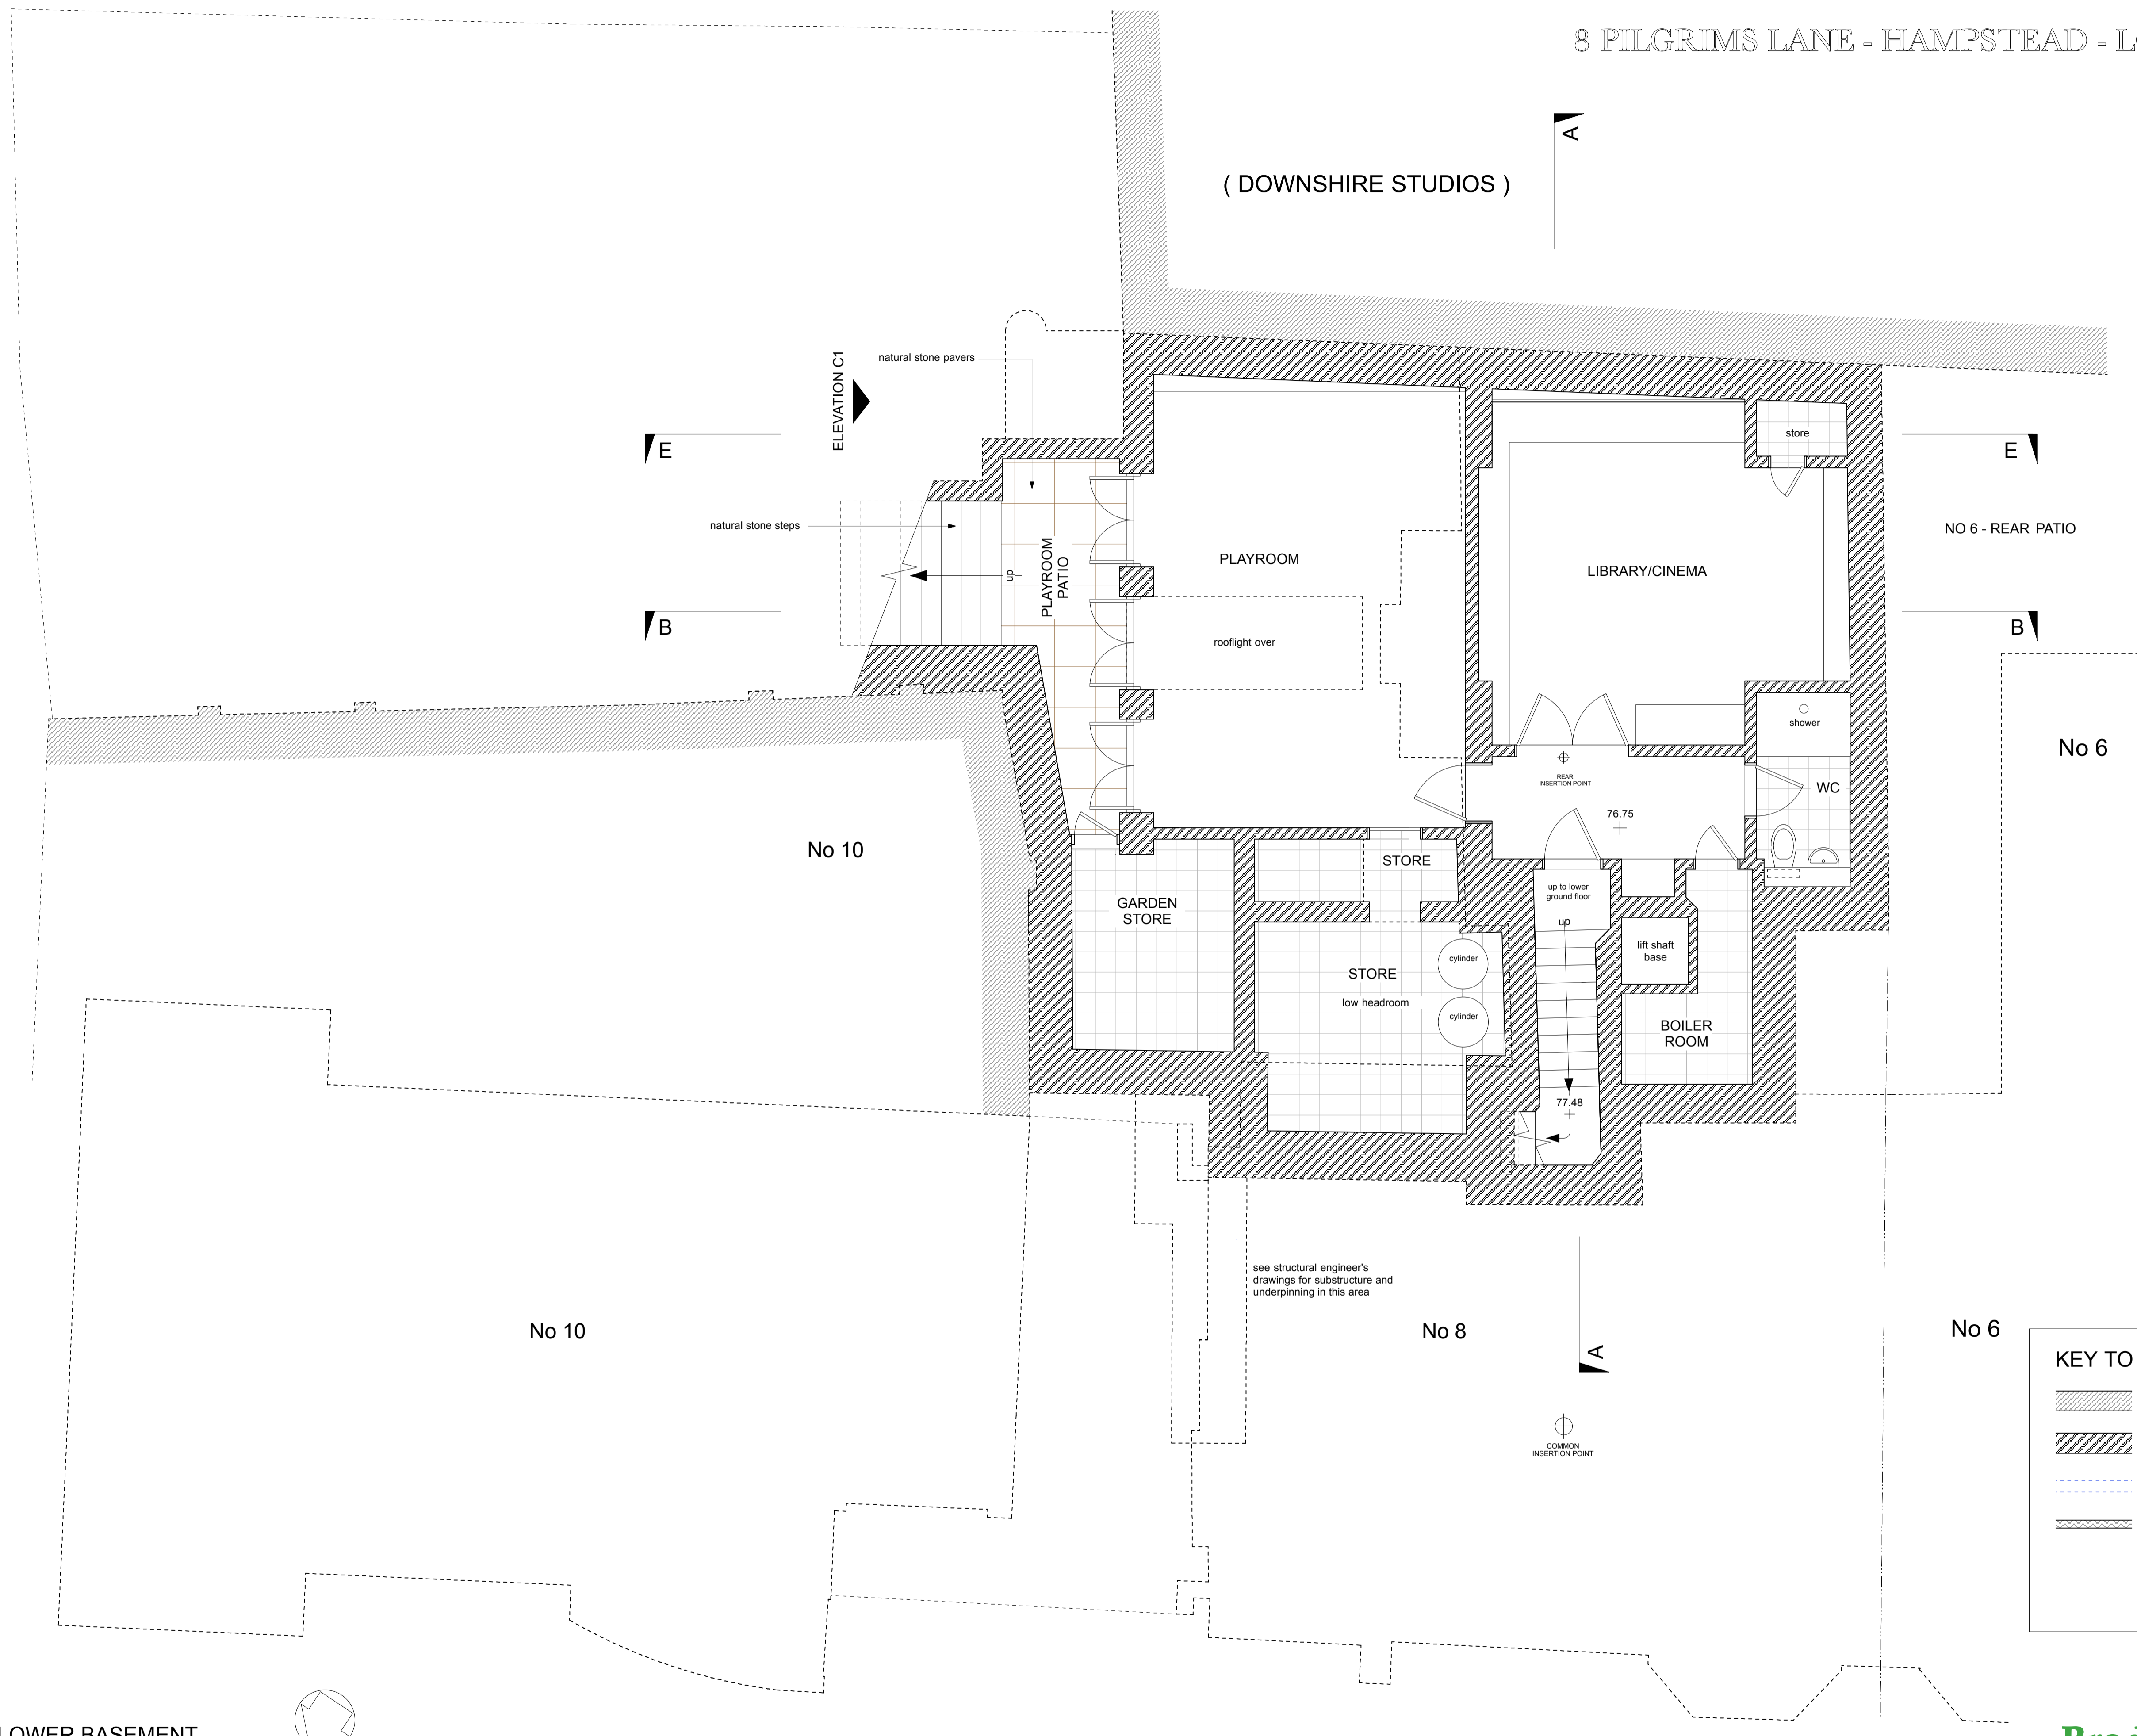 8 PILGRIMS LANE - HAMPSTEAD - L
A
( DOWNSHIRE STUDIOS )
ELEVATION C1
natural stone pavers
E
E
store
natural stone steps
NO 6 - REAR PATIO
PLAYROOM
PATIO
up
PLAYROOM
LIBRARY/CINEMA
B
B
rooflight over
shower
No 6
REAR
INSERTION POINT
WC
76.75
No 10
STORE
up to lower
ground floor
GARDEN
STORE
up
lift shaft
base
cylinder
STORE
low headroom
cylinder
BOILER
ROOM
77.48
see structural engineer's
drawings for substructure and
underpinning in this area
No 10
No 8
No 6
A
KEY TO
COMMON
INSERTION POINT
LOWER BASEMENT